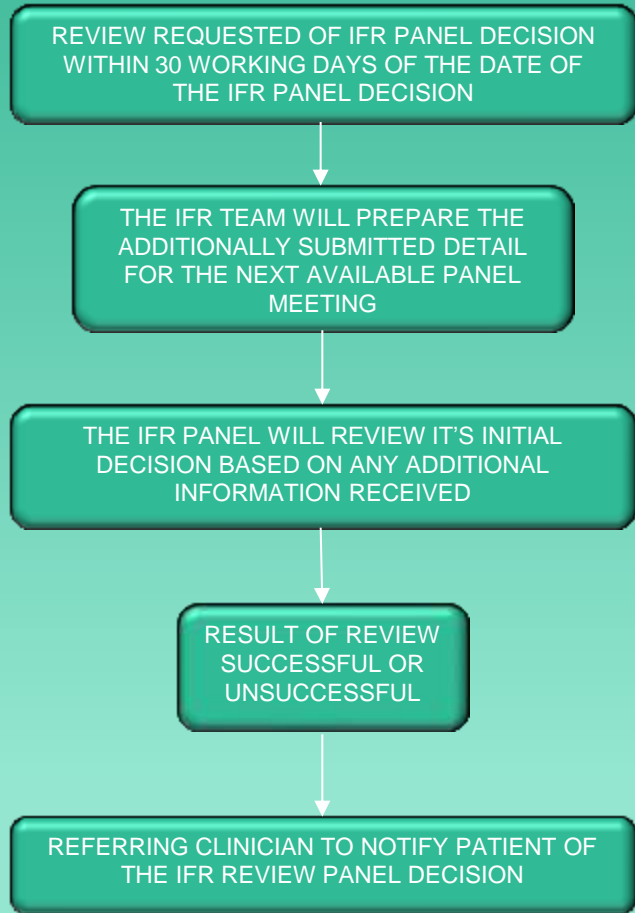 REVIEW REQUESTED OF IFR PANEL DECISION
WITHIN 30 WORKING DAYS OF THE DATE OF
THE IFR PANEL DECISION
THE IFR TEAM WILL PREPARE THE
ADDITIONALLY SUBMITTED DETAIL
FOR THE NEXT AVAILABLE PANEL
MEETING
THE IFR PANEL WILL REVIEW IT’S INITIAL
DECISION BASED ON ANY ADDITIONAL
INFORMATION RECEIVED
RESULT OF REVIEW
SUCCESSFUL OR
UNSUCCESSFUL
REFERRING CLINICIAN TO NOTIFY PATIENT OF
THE IFR REVIEW PANEL DECISION